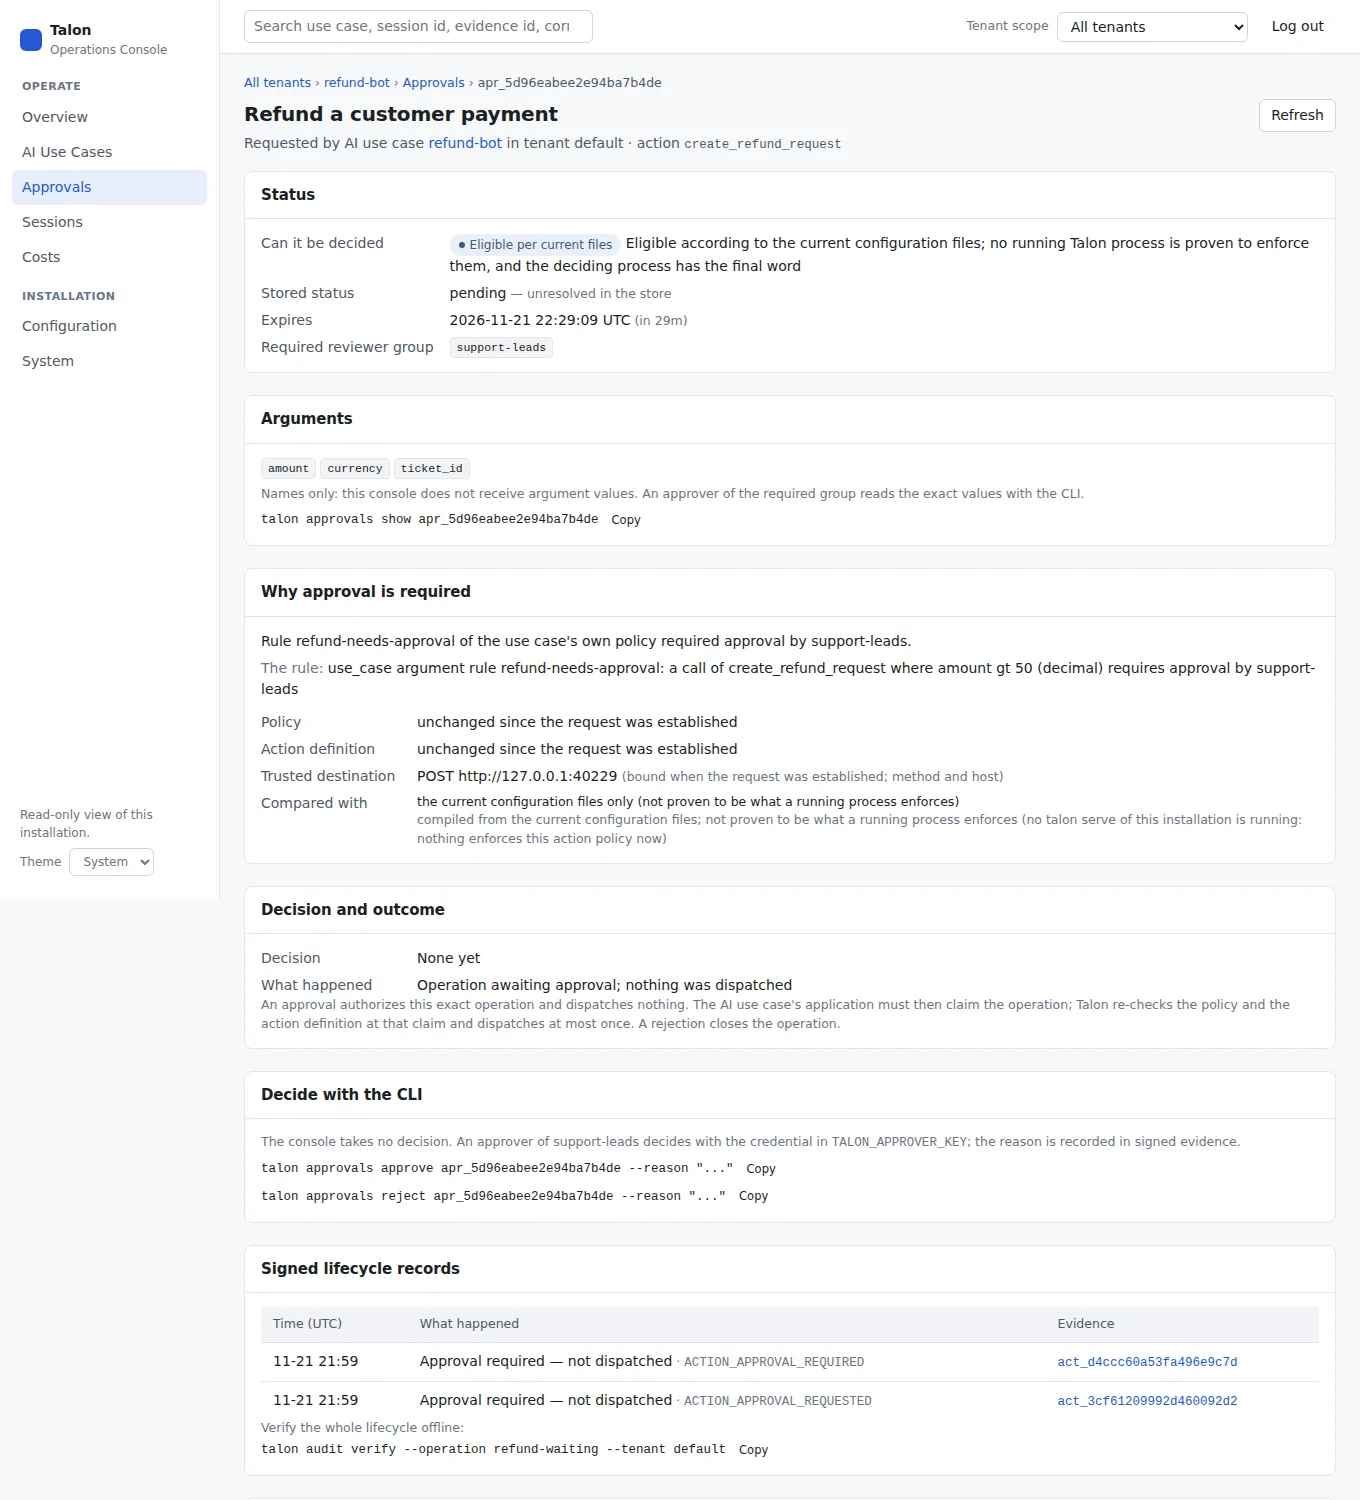 Talon
Operations Console
OPERATE
Overview
AI Use Cases
Approvals
Sessions
Costs
INSTALLATION
Configuration
System
Read-only view of this
installation.
Theme System
Search use case, session id, evidence id, corr
Tenant scope All tenants Log out
All tenants › refund-bot › Approvals › apr_5d96eabee2e94ba7b4de
Refund a customer payment
Refresh
Requested by AI use case refund-bot in tenant default · action create_refund_request
Status
Can it be decided Eligible per current files Eligible according to the current configuration files; no running Talon process is proven to enforce
them, and the deciding process has the final word
Stored status pending — unresolved in the store
Expires 2026-11-21 22:29:09 UTC (in 29m)
Required reviewer group support-leads
Arguments
amount currency ticket_id
Names only: this console does not receive argument values. An approver of the required group reads the exact values with the CLI.
talon approvals show apr_5d96eabee2e94ba7b4de Copy
Why approval is required
Rule refund-needs-approval of the use case's own policy required approval by support-leads.
The rule: use_case argument rule refund-needs-approval: a call of create_refund_request where amount gt 50 (decimal) requires approval by support-
leads
Policy unchanged since the request was established
Action definition unchanged since the request was established
Trusted destination POST http://127.0.0.1:40229 (bound when the request was established; method and host)
Compared with the current configuration files only (not proven to be what a running process enforces)
compiled from the current configuration files; not proven to be what a running process enforces (no talon serve of this installation is running:
nothing enforces this action policy now)
Decision and outcome
Decision None yet
What happened Operation awaiting approval; nothing was dispatched
An approval authorizes this exact operation and dispatches nothing. The AI use case's application must then claim the operation; Talon re-checks the policy and the
action definition at that claim and dispatches at most once. A rejection closes the operation.
Decide with the CLI
The console takes no decision. An approver of support-leads decides with the credential in TALON_APPROVER_KEY; the reason is recorded in signed evidence.
talon approvals approve apr_5d96eabee2e94ba7b4de --reason "..." Copy
talon approvals reject apr_5d96eabee2e94ba7b4de --reason "..." Copy
Signed lifecycle records
Time (UTC) What happened Evidence
11-21 21:59 Approval required — not dispatched · ACTION_APPROVAL_REQUIRED act_d4ccc60a53fa496e9c7d
11-21 21:59 Approval required — not dispatched · ACTION_APPROVAL_REQUESTED act_3cf61209992d460092d2
Verify the whole lifecycle offline:
talon audit verify --operation refund-waiting --tenant default Copy